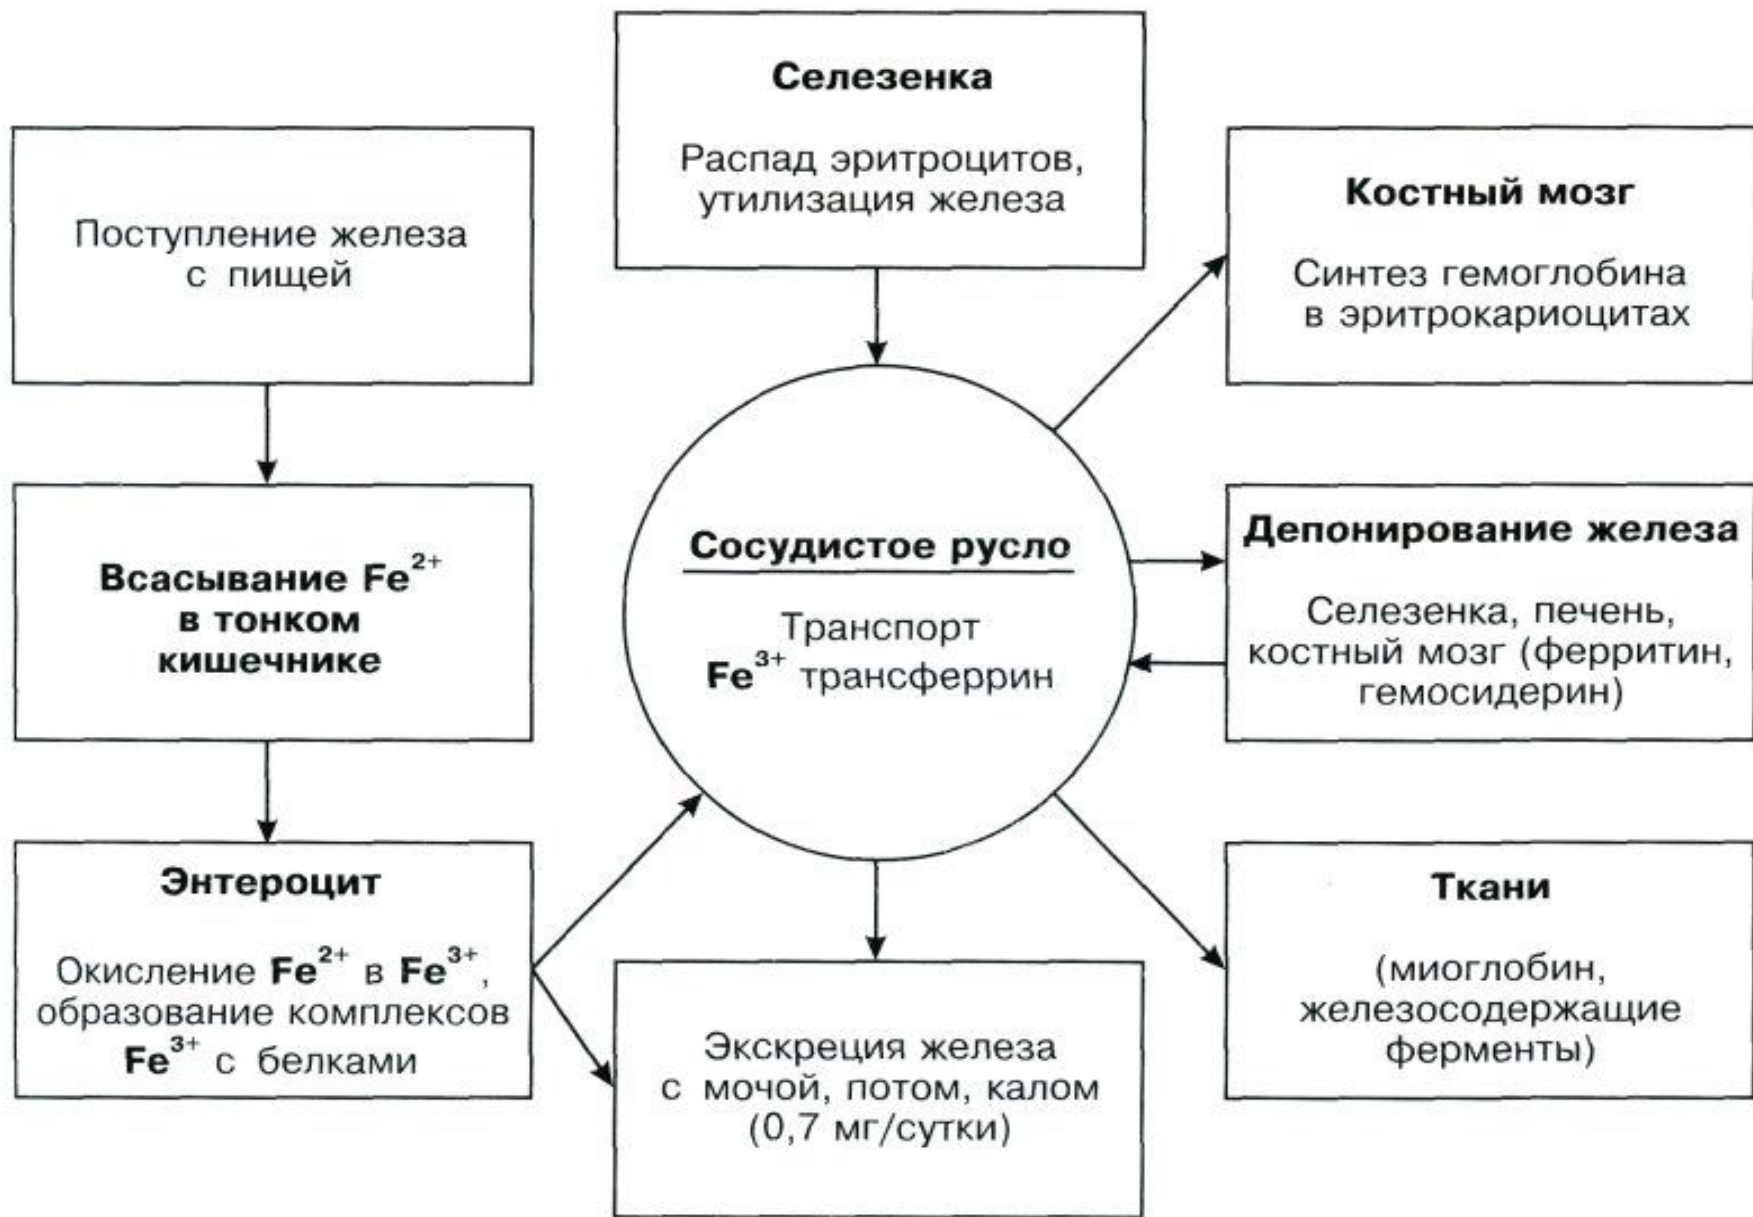 Селезенка
Распад эритроцитов,
утилизация железа
Поступление железа
с пищей
Костный мозг
Синтез гемоглобина
в эритрокариоцитах
Всасывание Fe²⁺
в тонком
кишечнике
Сосудистое русло
Транспорт
Fe³⁺ трансферрин
Депонирование железа
Селезенка, печень,
костный мозг (ферритин,
гемосидерин)
Энтероцит
Окисление Fe²⁺ в Fe³⁺,
образование комплексов
Fe³⁺ с белками
Экскреция железа
с мочой, потом, калом
(0,7 мг/сутки)
Ткани
(миоглобин,
железосодержащие
ферменты)